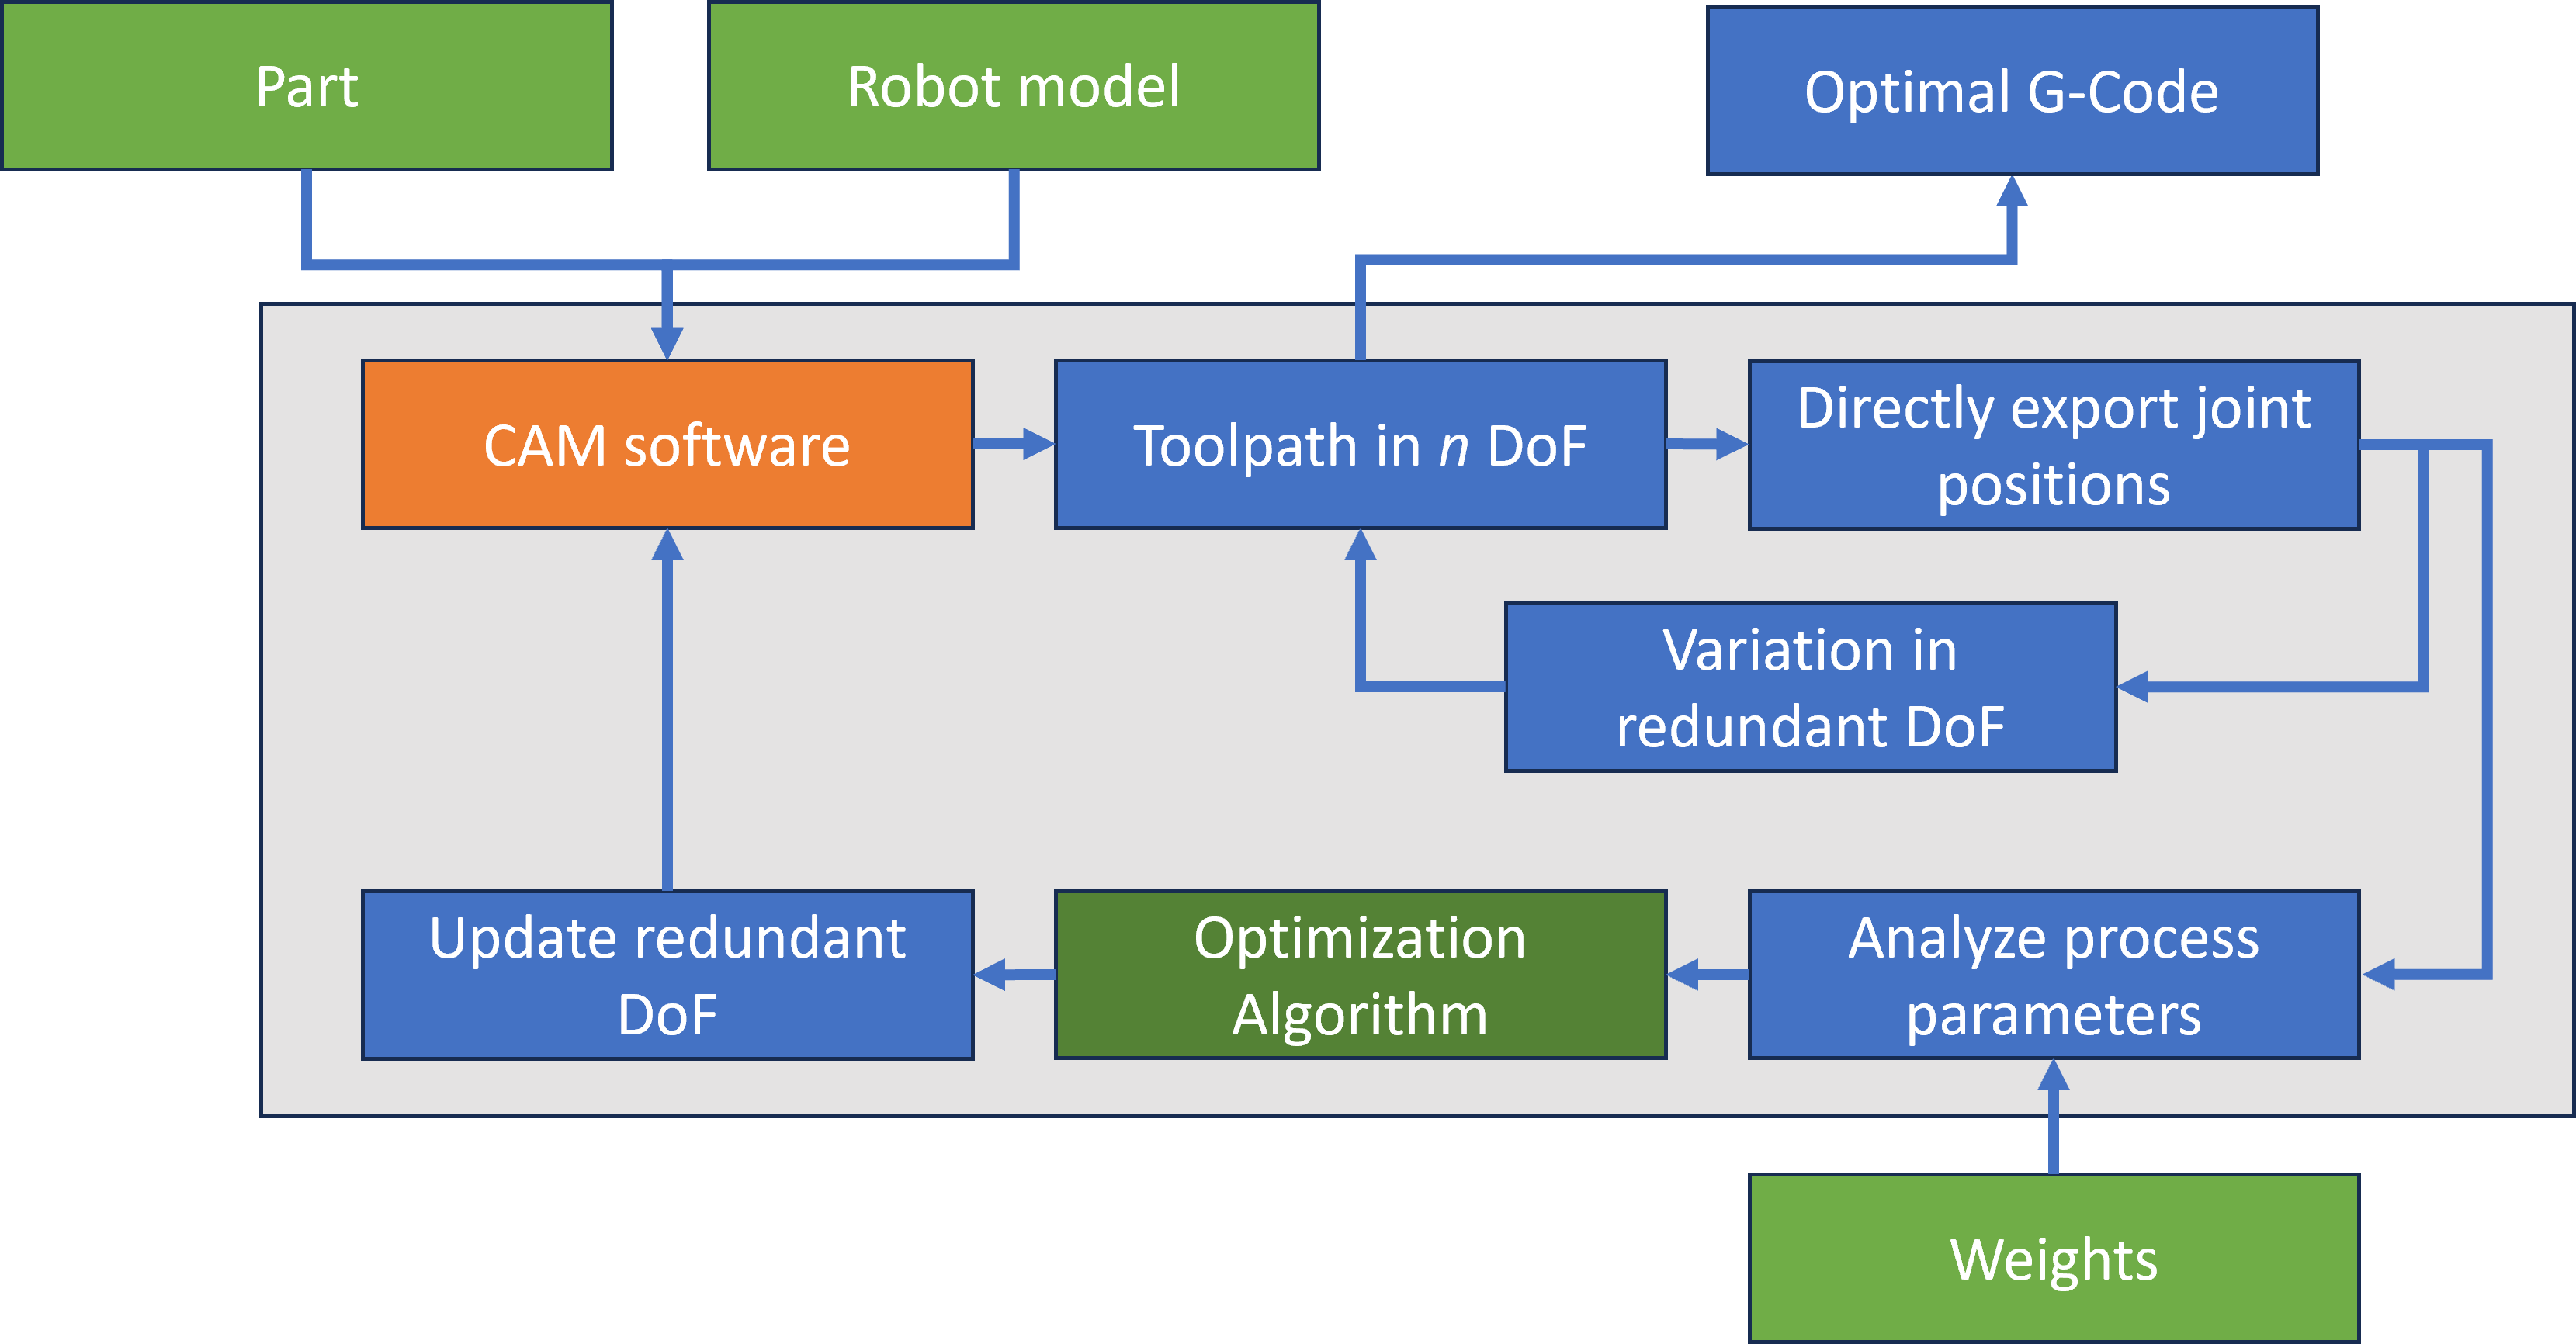 Part
Robot model
Optimal G-Code
CAM software
Toolpath in n DoF
Directly export joint
positions
Variation in
redundant DoF
Update redundant
DoF
Optimization
Algorithm
Analyze process
parameters
Weights